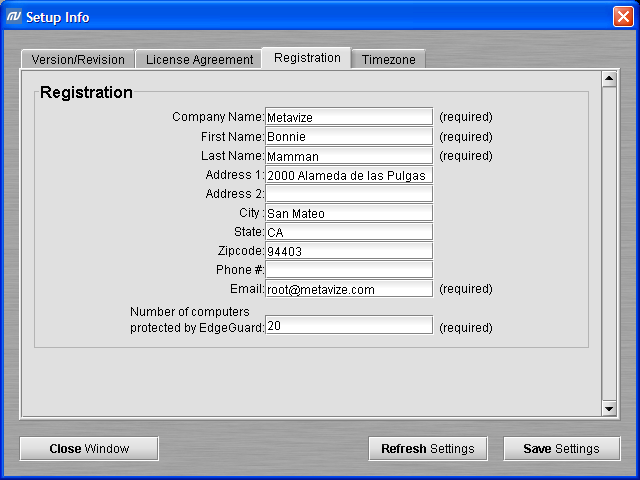 Setup Info
Version/Revision License Agreement Registration Timezone
Registration
Company Name: Metavize (required)
First Name: Bonnie (required)
Last Name: Mamman (required)
Address 1: 2000 Alameda de las Pulgas
Address 2:
City: San Mateo
State: CA
Zipcode: 94403
Phone #:
Email: root@metavize.com (required)
Number of computers
protected by EdgeGuard: 20 (required)
Close Window Refresh Settings Save Settings